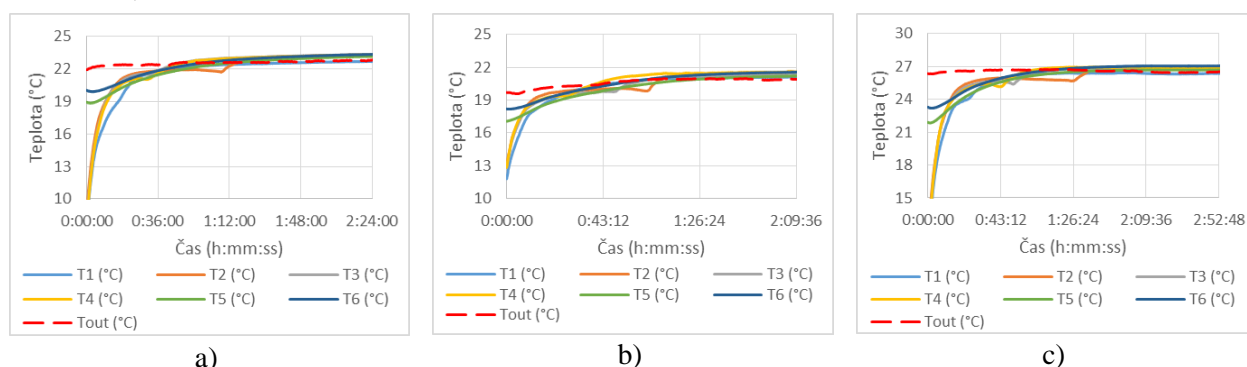 25
22
19
16
13
10
Teplota (°C)
0:00:00 0:36:00 1:12:00 1:48:00 2:24:00
Čas (h:mm:ss)
T1 (°C) T2 (°C) T3 (°C)
T4 (°C) T5 (°C) T6 (°C)
Tout (°C)
a)
25
22
19
16
13
10
Teplota (°C)
0:00:00 0:43:12 1:26:24 2:09:36
Čas (h:mm:ss)
T1 (°C) T2 (°C) T3 (°C)
T4 (°C) T5 (°C) T6 (°C)
Tout (°C)
b)
30
27
24
21
18
15
Teplota (°C)
0:00:00 0:43:12 1:26:24 2:09:36 2:52:48
Čas (h:mm:ss)
T1 (°C) T2 (°C) T3 (°C)
T4 (°C) T5 (°C) T6 (°C)
Tout (°C)
c)